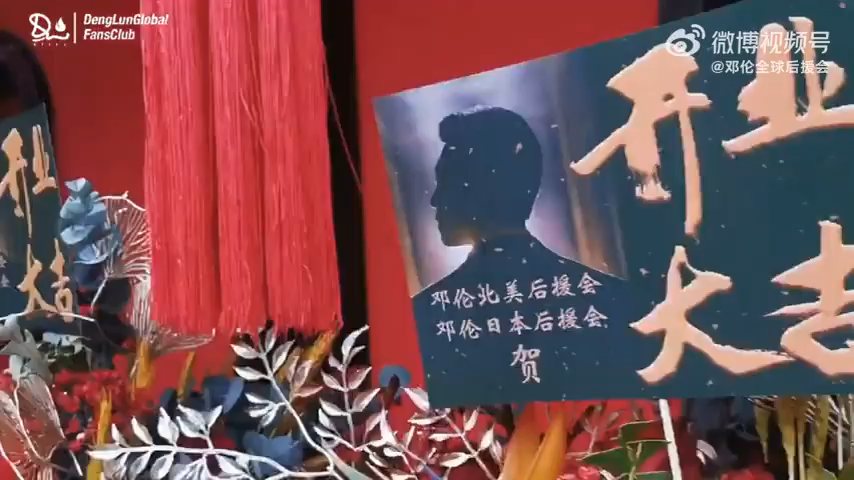 DengLunGlobal
FansClub
微博视频号
@邓伦全球后援会
开业
大吉
邓伦北美后援会
邓伦日本后援会
贺
开业
大吉